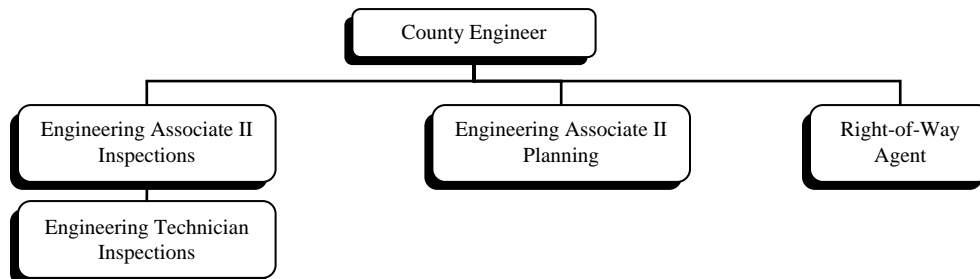 County Engineer
Engineering Associate II
Inspections
Engineering Associate II
Planning
Right-of-Way
Agent
Engineering Technician
Inspections